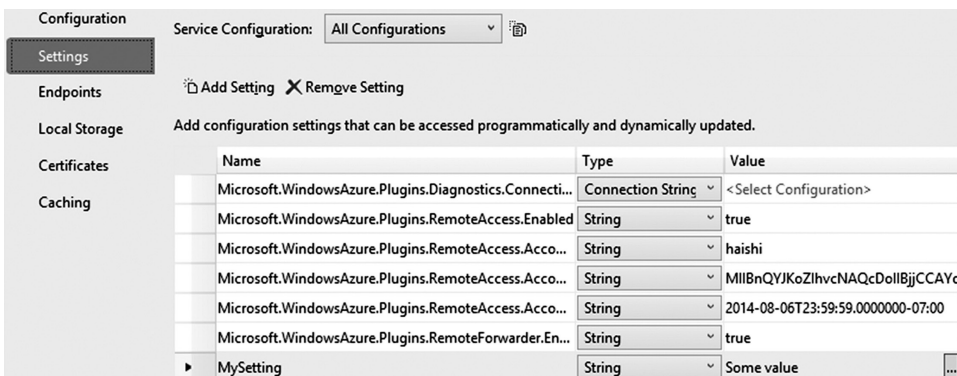 Configuration
Service Configuration: All Configurations
Settings
Endpoints
Add Setting Remove Setting
Local Storage
Add configuration settings that can be accessed programmatically and dynamically updated.
Certificates
Caching
Name Type Value
Microsoft.WindowsAzure.Plugins.Diagnostics.Connecti... Connection String <Select Configuration>
Microsoft.WindowsAzure.Plugins.RemoteAccess.Enabled String true
Microsoft.WindowsAzure.Plugins.RemoteAccess.Acco... String haishi
Microsoft.WindowsAzure.Plugins.RemoteAccess.Acco... String
Microsoft.WindowsAzure.Plugins.RemoteAccess.Acco... String 2014-08-06T23:59:59.0000000-07:00
Microsoft.WindowsAzure.Plugins.RemoteForwarder.En... String true
MySetting String Some value ...